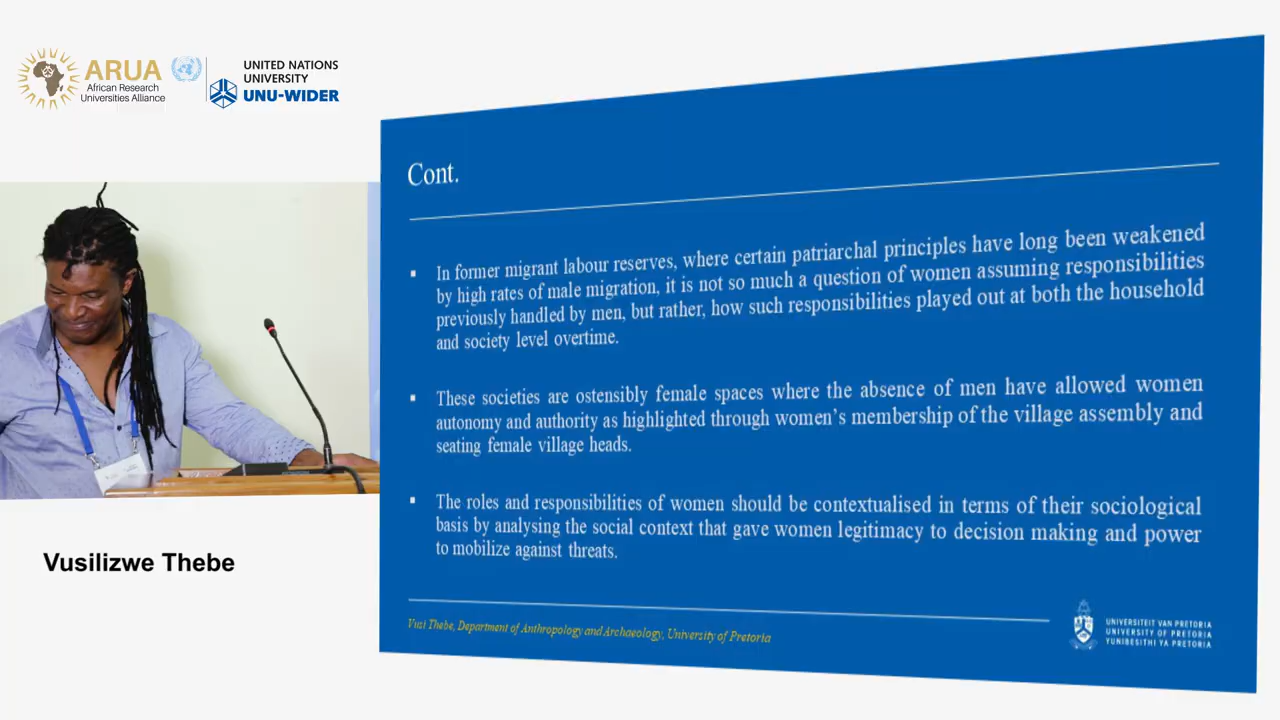 ARUA
African Research
Universities Alliance
UNITED NATIONS
UNIVERSITY
UNU-WIDER
Vusilizwe Thebe
Cont.
▪ In former migrant labour reserves, where certain patriarchal principles have long been weakened
by high rates of male migration, it is not so much a question of women assuming responsibilities
previously handled by men, but rather, how such responsibilities played out at both the household
and society level overtime.
▪ These societies are ostensibly female spaces where the absence of men have allowed women
autonomy and authority as highlighted through women's membership of the village assembly and
seating female village heads.
▪ The roles and responsibilities of women should be contextualised in terms of their sociological
basis by analysing the social context that gave women legitimacy to decision making and power
to mobilize against threats.
Vusi Thebe, Department of Anthropology and Archaeology, University of Pretoria
UNIVERSITEIT VAN PRETORIA
UNIVERSITY OF PRETORIA
YUNIBESITHI YA PRETORIA